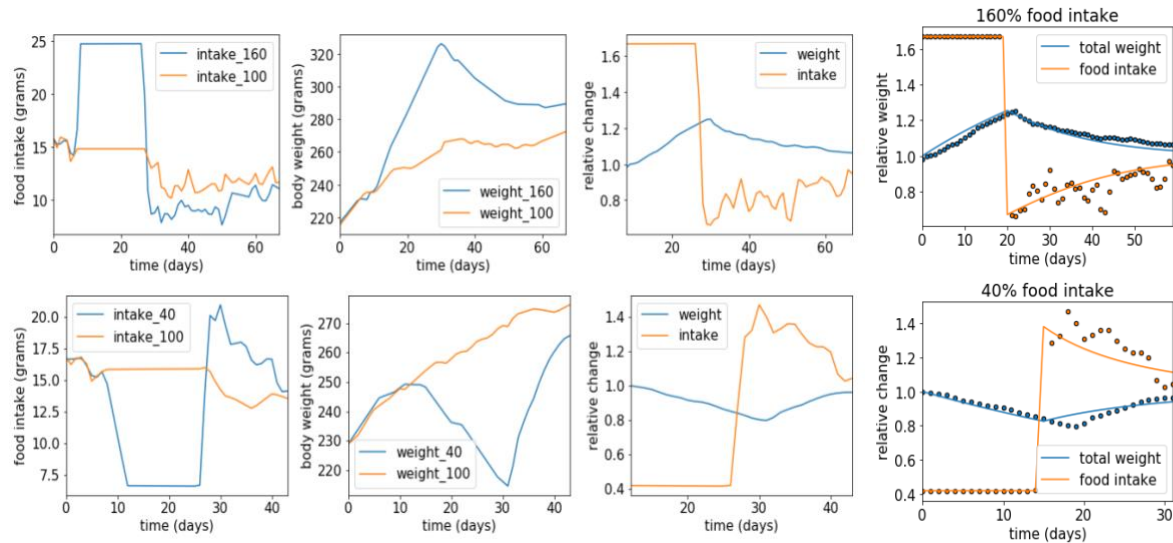 160% food intake
food intake (grams)
25
20
15
10
intake_160
intake_100
0
20
40
60
time (days)
body weight (grams)
320
300
280
260
240
220
weight_160
weight_100
0
20
40
60
time (days)
relative change
1.6
1.4
1.2
1.0
0.8
weight
intake
20
40
60
time (days)
relative weight
1.6
1.4
1.2
1.0
0.8
total weight
food intake
0
10
20
30
40
50
time (days)
40% food intake
food intake (grams)
20.0
17.5
15.0
12.5
10.0
7.5
intake_40
intake_100
0
10
20
30
40
time (days)
body weight (grams)
270
260
250
240
230
220
weight_40
weight_100
0
10
20
30
40
time (days)
relative change
1.4
1.2
1.0
0.8
0.6
0.4
weight
intake
20
30
40
time (days)
relative change
1.4
1.2
1.0
0.8
0.6
0.4
total weight
food intake
0
10
20
30
time (days)